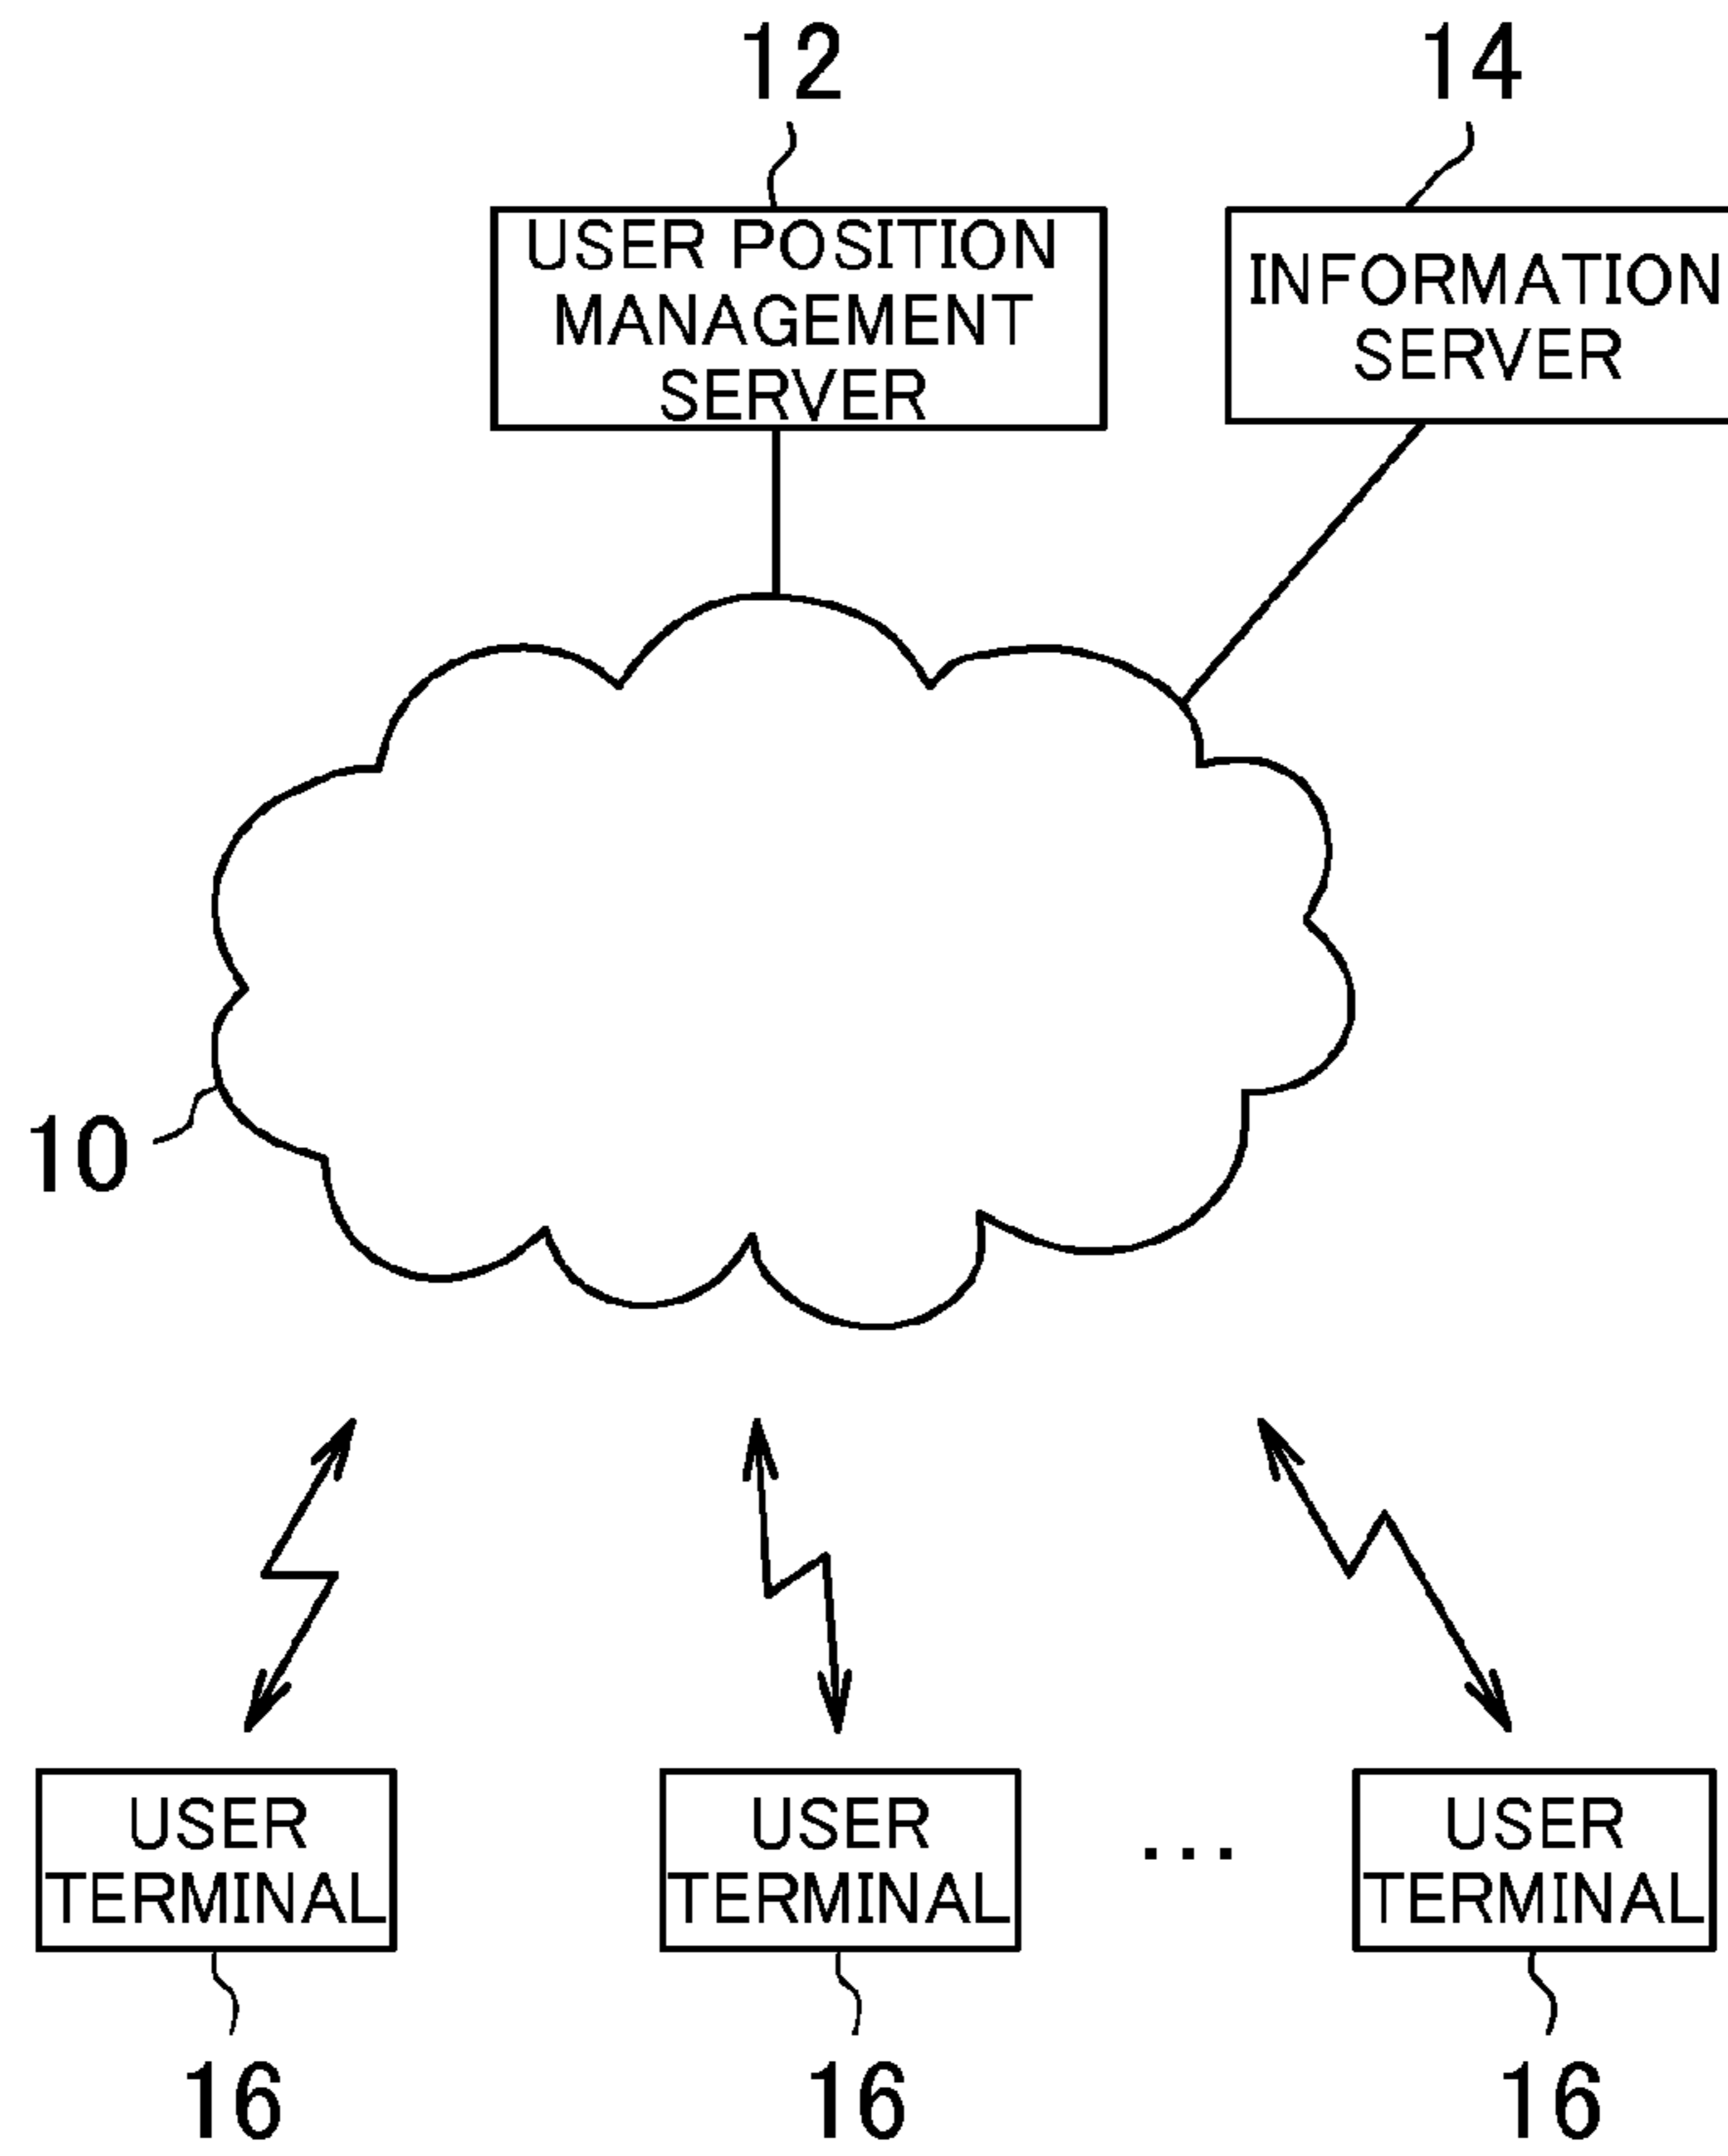 12
14
USER POSITION
MANAGEMENT
SERVER
INFORMATION
SERVER
10
USER
TERMINAL
USER
TERMINAL
...
USER
TERMINAL
16
16
16